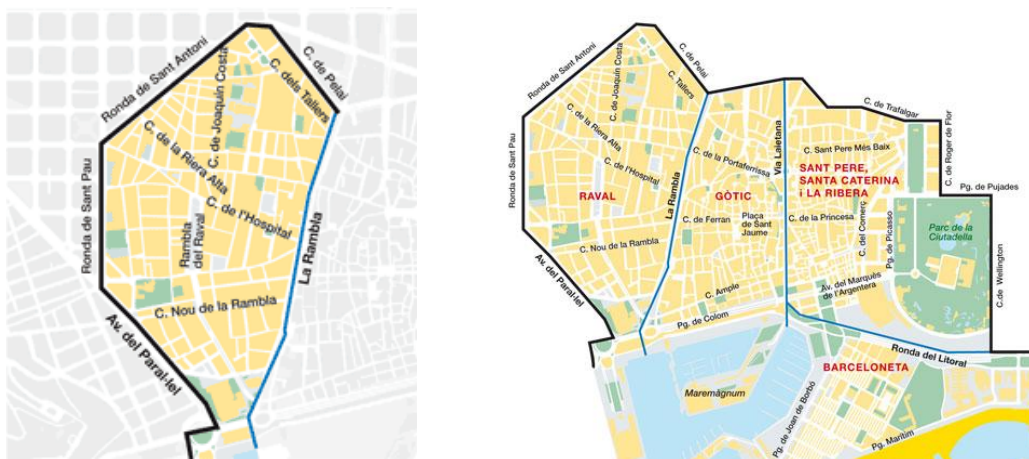 Ronda de Sant Antoni
C. de Pelai
C. dels Tallers
C. de Joaquín Costa
C. de la Riera Alta
C. de l'Hospital
Ronda de Sant Pau
Rambla
del Raval
La Rambla
C. Nou de la Rambla
Av. del Paral·lel
Ronda de Sant Antoni
C. de Pelai
C. Tallers
C. de Joaquín Costa
C. de la Riera Alta
C. de l'Hospital
Ronda de Sant Pau
RAVAL
La Rambla
C. Nou de la Rambla
Av. del Paral·lel
C. de la Portaferrissa
GÒTIC
C. de Ferran
Plaça
de Sant
Jaume
C. Ample
Pg. de Colom
Via Laietana
C. de Trafalgar
C. Sant Pere Més Baix
SANT PERE,
SANTA CATERINA
i LA RIBERA
C. de la Princesa
C. del Comerç
Pg. de Picasso
Av. del Marquès
de l'Argentera
C. de Roger de Flor
Pg. de Pujades
Parc de la
Ciutadella
C. de Wellington
Ronda del Litoral
BARCELONETA
Maremàgnum
Pg. de Joan de Borbó
Pg. Marítim